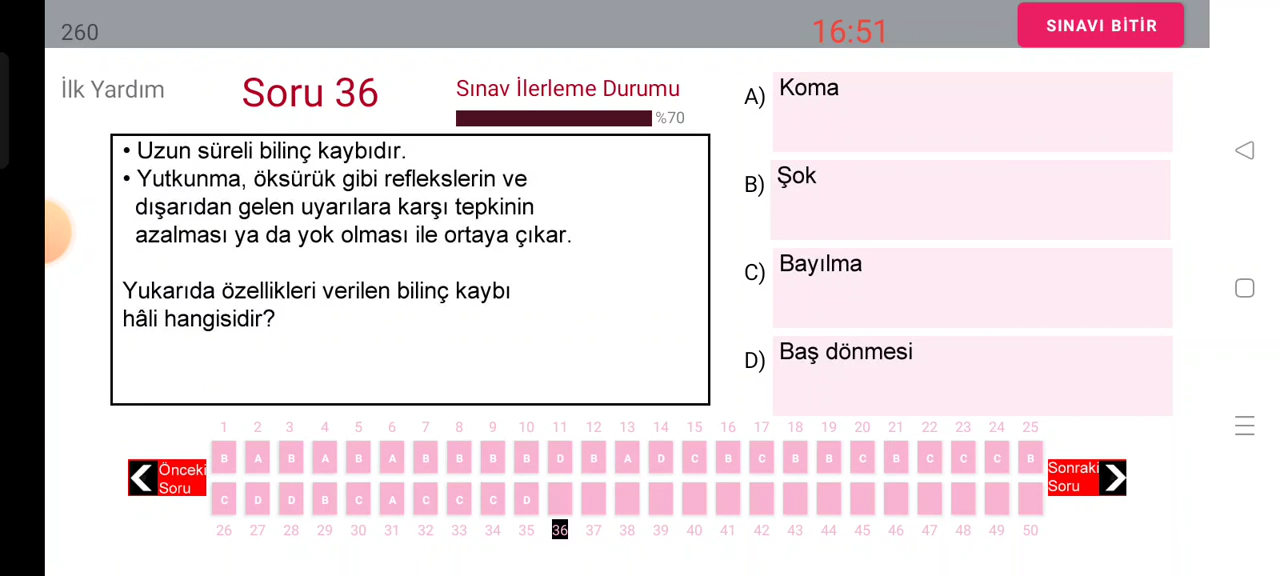 260
16:51
SINAVI BİTİR
İlk Yardım
Soru 36
Sınav İlerleme Durumu
%70
• Uzun süreli bilinç kaybıdır.
• Yutkunma, öksürük gibi reflekslerin ve
dışarıdan gelen uyarılara karşı tepkinin
azalması ya da yok olması ile ortaya çıkar.
Yukarıda özellikleri verilen bilinç kaybı
hâli hangisidir?
A) Koma
B) Şok
C) Bayılma
D) Baş dönmesi
1 2 3 4 5 6 7 8 9 10 11 12 13 14 15 16 17 18 19 20 21 22 23 24 25
B A B A B A B B B B D B A D C B C B B C B C C C B
C D D B C A C C C D
26 27 28 29 30 31 32 33 34 35 36 37 38 39 40 41 42 43 44 45 46 47 48 49 50
Önceki
Soru
Sonraki
Soru